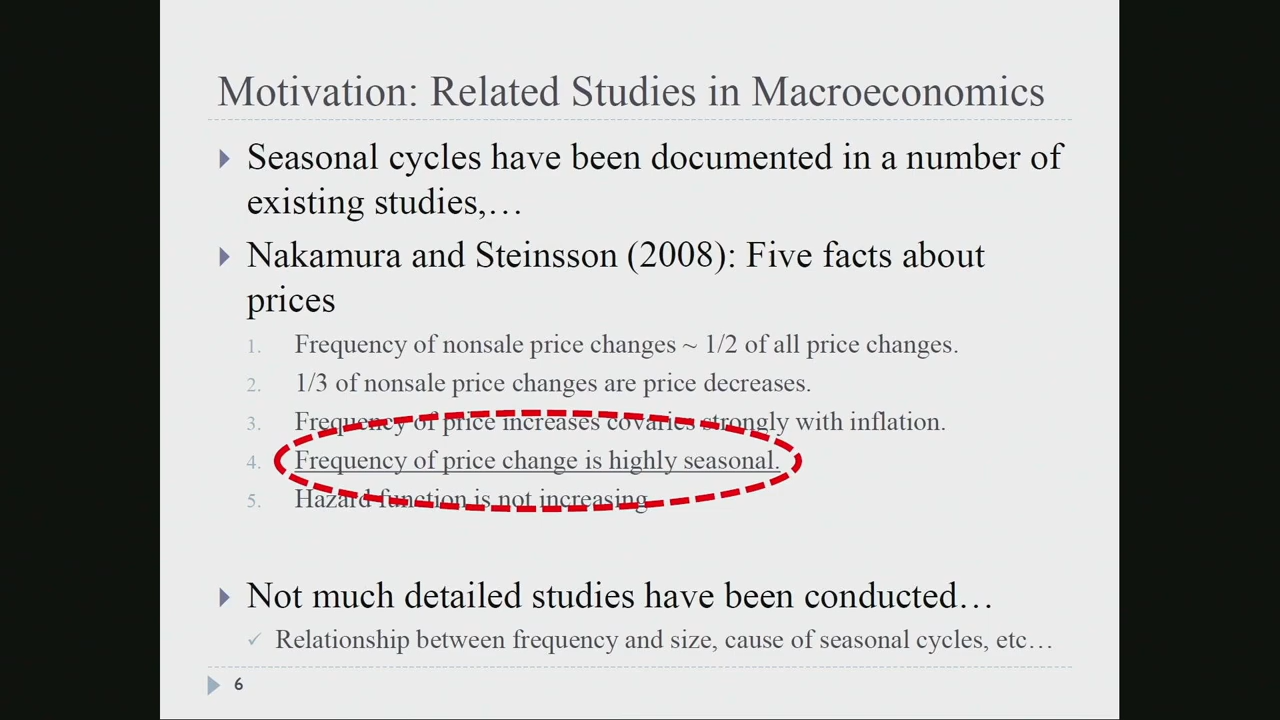 Motivation: Related Studies in Macroeconomics
Seasonal cycles have been documented in a number of
existing studies,…
Nakamura and Steinsson (2008): Five facts about
prices
1. Frequency of nonsale price changes ~ 1/2 of all price changes.
2. 1/3 of nonsale price changes are price decreases.
3. Frequency of price increases covaries strongly with inflation.
4. Frequency of price change is highly seasonal.
5. Hazard function is not increasing.
Not much detailed studies have been conducted…
Relationship between frequency and size, cause of seasonal cycles, etc…
6